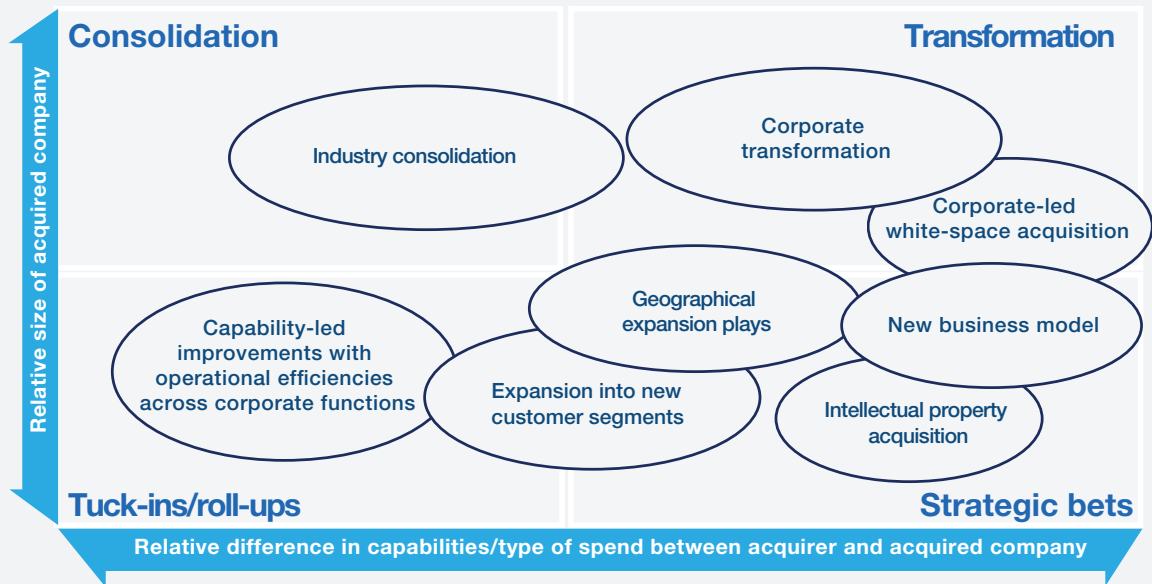 Consolidation
Transformation
Relative size of acquired company
Industry consolidation
Corporate
transformation
Corporate-led
white-space acquisition
Geographical
expansion plays
New business model
Capability-led
improvements with
operational efficiencies
across corporate functions
Expansion into new
customer segments
Intellectual property
acquisition
Tuck-ins/roll-ups
Strategic bets
Relative difference in capabilities/type of spend between acquirer and acquired company